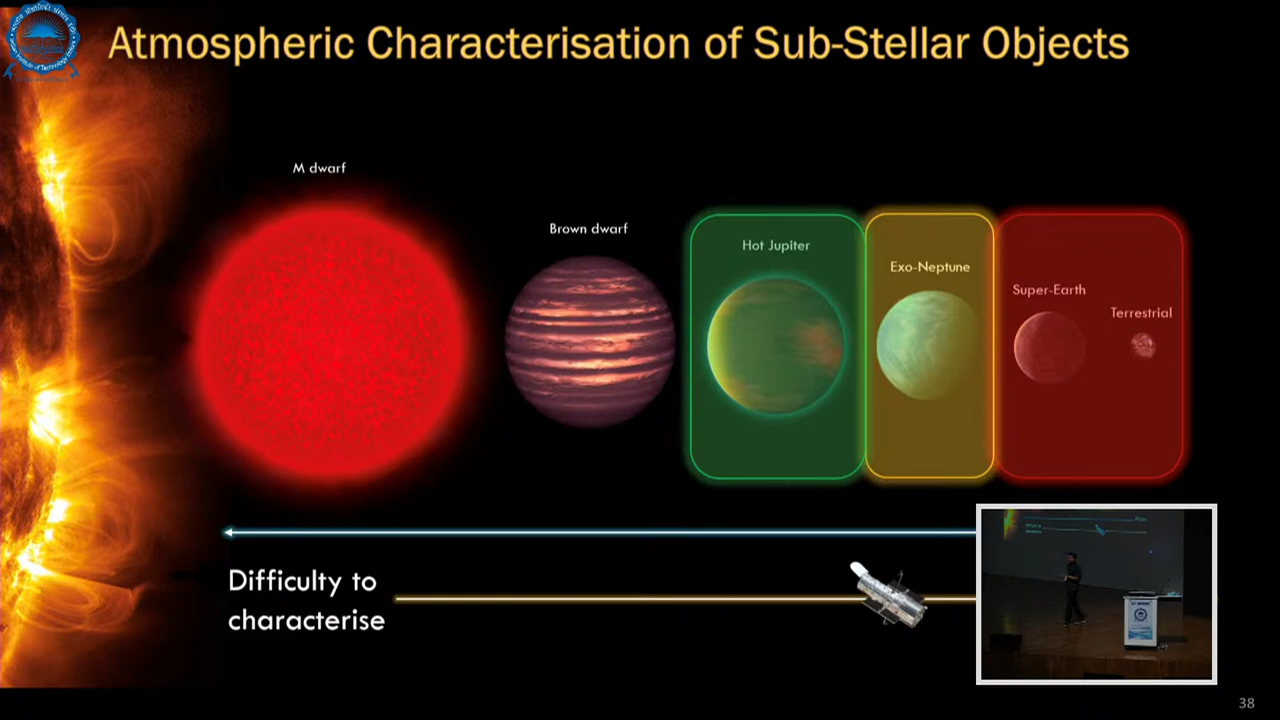 Atmospheric Characterisation of Sub-Stellar Objects
M dwarf
Brown dwarf
Hot Jupiter
Exo-Neptune
Super-Earth
Terrestrial
Difficulty to
characterise
38